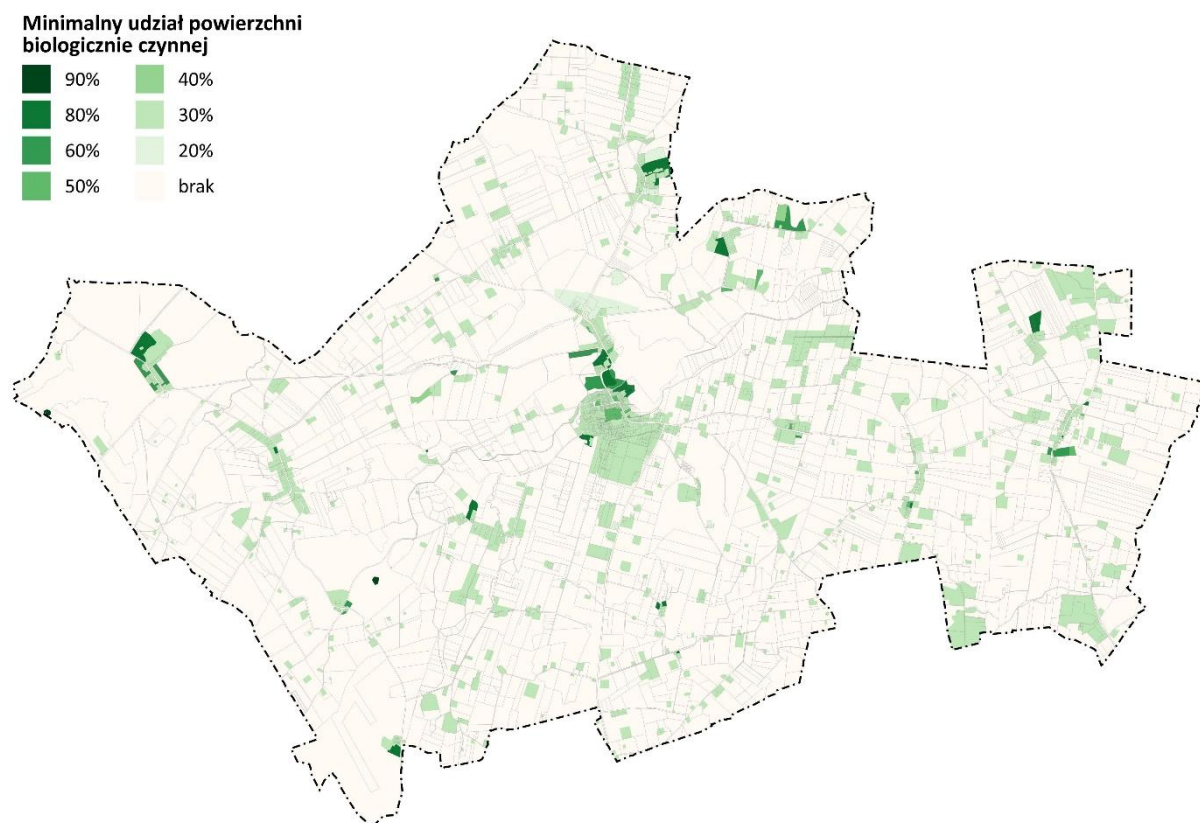 Minimalny udział powierzchni
biologicznie czynnej
90%
80%
60%
50%
40%
30%
20%
brak